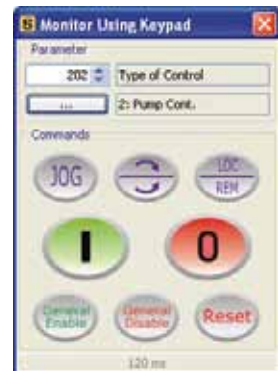 Monitor Using Keypad
Parameter
202 Type of Control
... 2: Pump Cont.
Commands
JOG LOC
REM
I 0
General General Reset
Enable Disable
120 ms